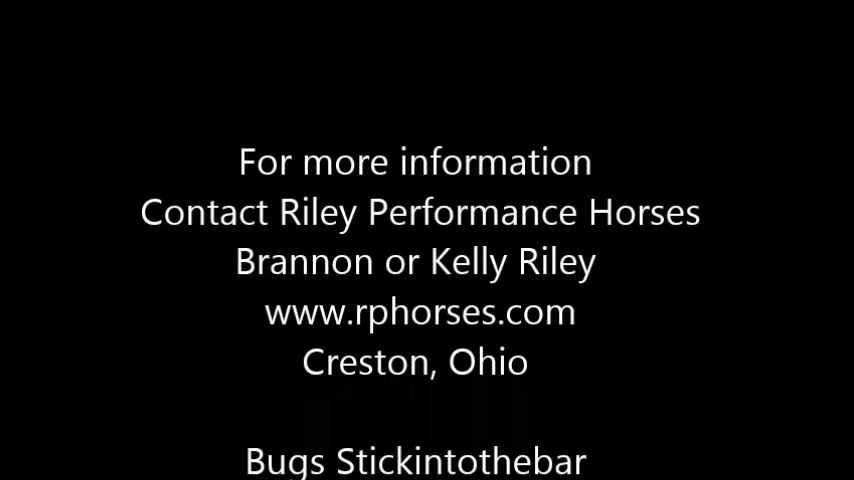 For more information
Contact Riley Performance Horses
Brannon or Kelly Riley
www.rphorses.com
Creston, Ohio
Bugs Stickintothebar